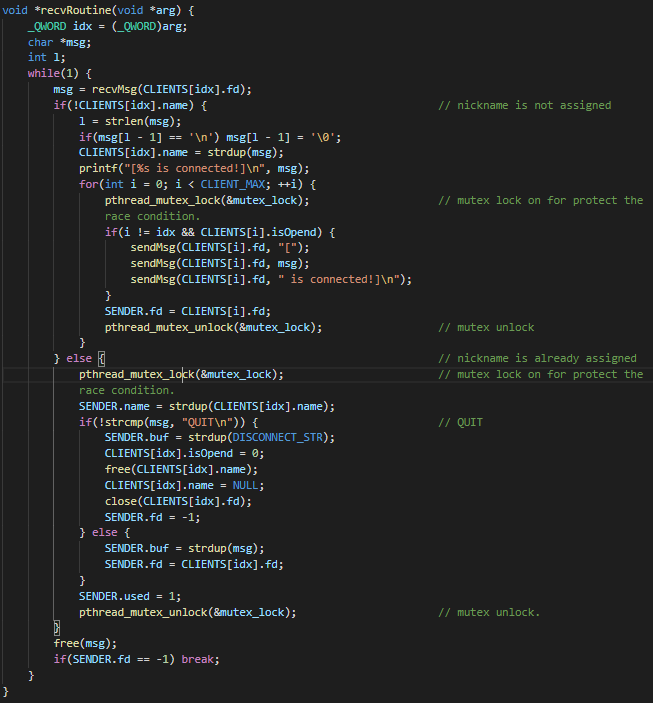 void *recvRoutine(void *arg) {
    _QWORD idx = (_QWORD)arg;
    char *msg;
    int l;
    while(1) {
        msg = recvMsg(CLIENTS[idx].fd);
        if(!CLIENTS[idx].name) {                                    // nickname is not assigned
            l = strlen(msg);
            if(msg[l - 1] == '\n') msg[l - 1] = '\0';
            CLIENTS[idx].name = strdup(msg);
            printf("[%s is connected!]\n", msg);
            for(int i = 0; i < CLIENT_MAX; ++i) {
                pthread_mutex_lock(&mutex_lock);                    // mutex lock on for protect the
                race condition.
                if(i != idx && CLIENTS[i].isOpend) {
                    sendMsg(CLIENTS[i].fd, "[");
                    sendMsg(CLIENTS[i].fd, msg);
                    sendMsg(CLIENTS[i].fd, " is connected!]\n");
                }
                SENDER.fd = CLIENTS[i].fd;
                pthread_mutex_unlock(&mutex_lock);                  // mutex unlock
            }
        } else {                                                    // nickname is already assigned
            pthread_mutex_lock(&mutex_lock);                        // mutex lock on for protect the
            race condition.
            SENDER.name = strdup(CLIENTS[idx].name);
            if(!strcmp(msg, "QUIT\n")) {                            // QUIT
                SENDER.buf = strdup(DISCONNECT_STR);
                CLIENTS[idx].isOpend = 0;
                free(CLIENTS[idx].name);
                CLIENTS[idx].name = NULL;
                close(CLIENTS[idx].fd);
                SENDER.fd = -1;
            } else {
                SENDER.buf = strdup(msg);
                SENDER.fd = CLIENTS[idx].fd;
            }
            SENDER.used = 1;
            pthread_mutex_unlock(&mutex_lock);                      // mutex unlock.
        }
        free(msg);
        if(SENDER.fd == -1) break;
    }
}